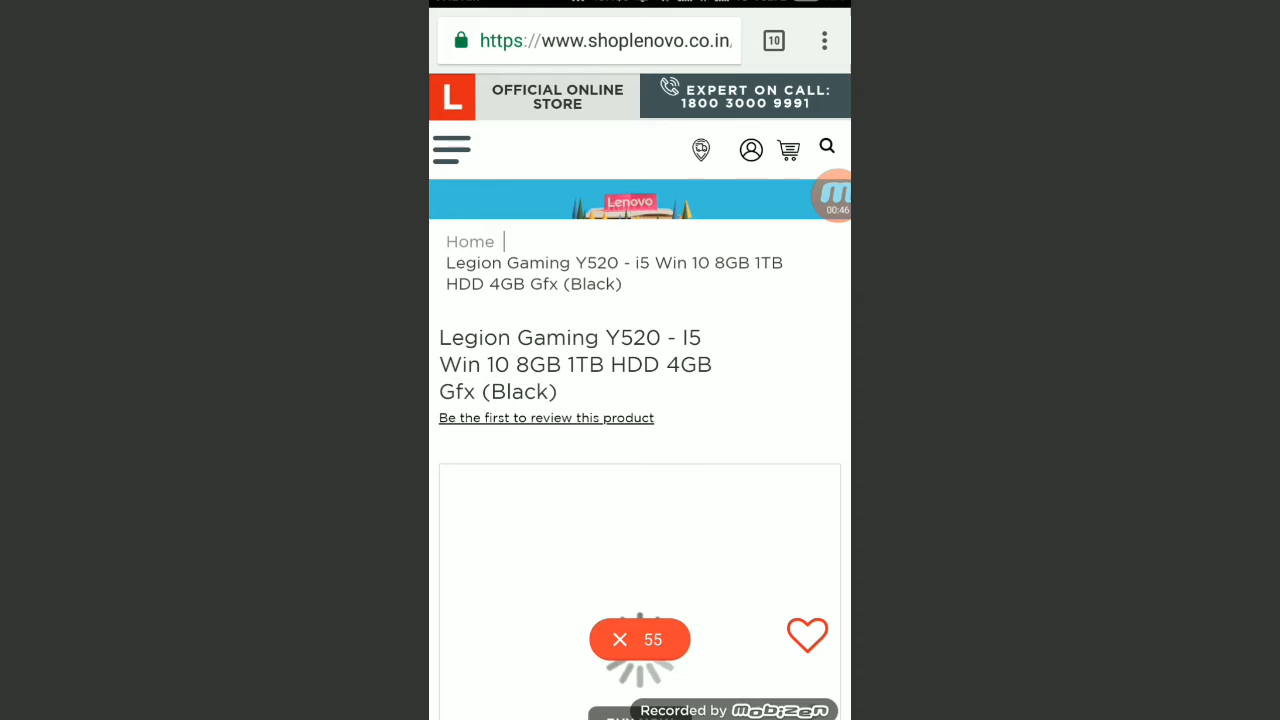 https://www.shoplenovo.co.in/
10
L
OFFICIAL ONLINE
STORE
EXPERT ON CALL:
1800 3000 9991
Lenovo
00:46
Home
Legion Gaming Y520 - i5 Win 10 8GB 1TB
HDD 4GB Gfx (Black)
Legion Gaming Y520 - I5
Win 10 8GB 1TB HDD 4GB
Gfx (Black)
Be the first to review this product
55
Recorded by mobizen